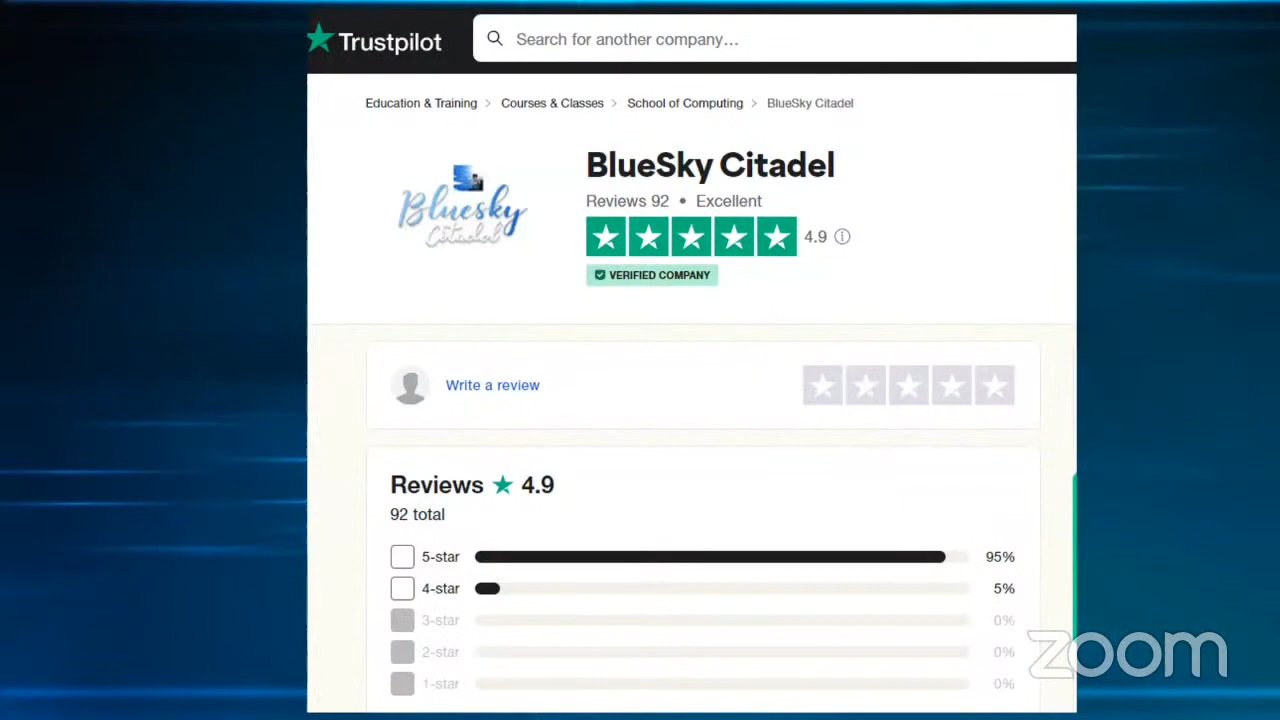 Trustpilot
Search for another company...
Education & Training > Courses & Classes > School of Computing > BlueSky Citadel
Bluesky
Citadel
BlueSky Citadel
Reviews 92 • Excellent
4.9
VERIFIED COMPANY
Write a review
Reviews ★ 4.9
92 total
5-star 95%
4-star 5%
3-star 0%
2-star 0%
1-star 0%
zoom